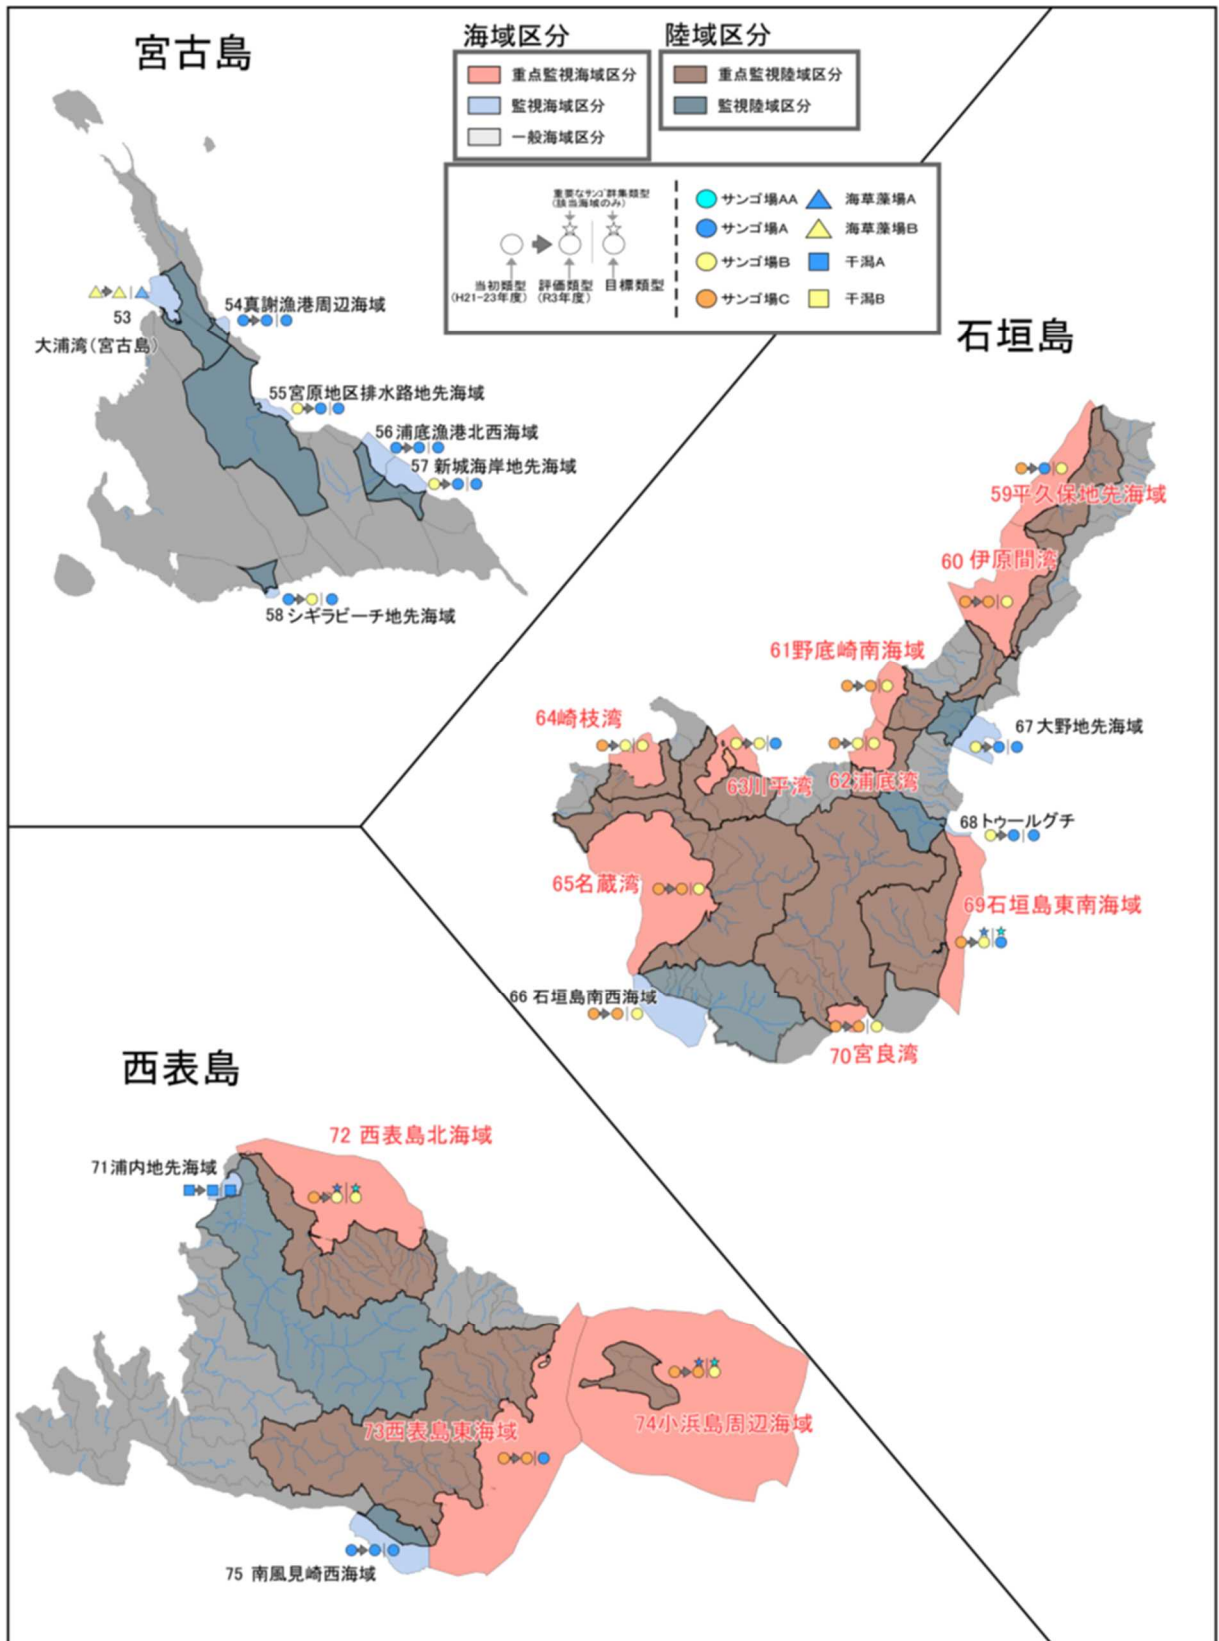 宮古島
海域区分
重点監視海域区分
監視海域区分
一般海域区分
陸域区分
重点監視陸域区分
監視陸域区分
重要なサンゴ群集類型
(該当海域のみ)
当初類型
(H21-23年度)
評価類型
(R3年度)
目標類型
サンゴ場AA
サンゴ場A
サンゴ場B
サンゴ場C
海草藻場A
海草藻場B
干潟A
干潟B
53
大浦湾(宮古島)
54真謝漁港周辺海域
55宮原地区排水路地先海域
56浦底漁港北西海域
57 新城海岸地先海域
58シギラビーチ地先海域
石垣島
59平久保地先海域
60 伊原間湾
61野底崎南海域
62浦底湾
63川平湾
64崎枝湾
65名蔵湾
66 石垣島南西海域
67大野地先海域
68トゥールグチ
69石垣島東南海域
70宮良湾
西表島
71浦内地先海域
72 西表島北海域
73西表島東海域
74小浜島周辺海域
75 南風見崎西海域